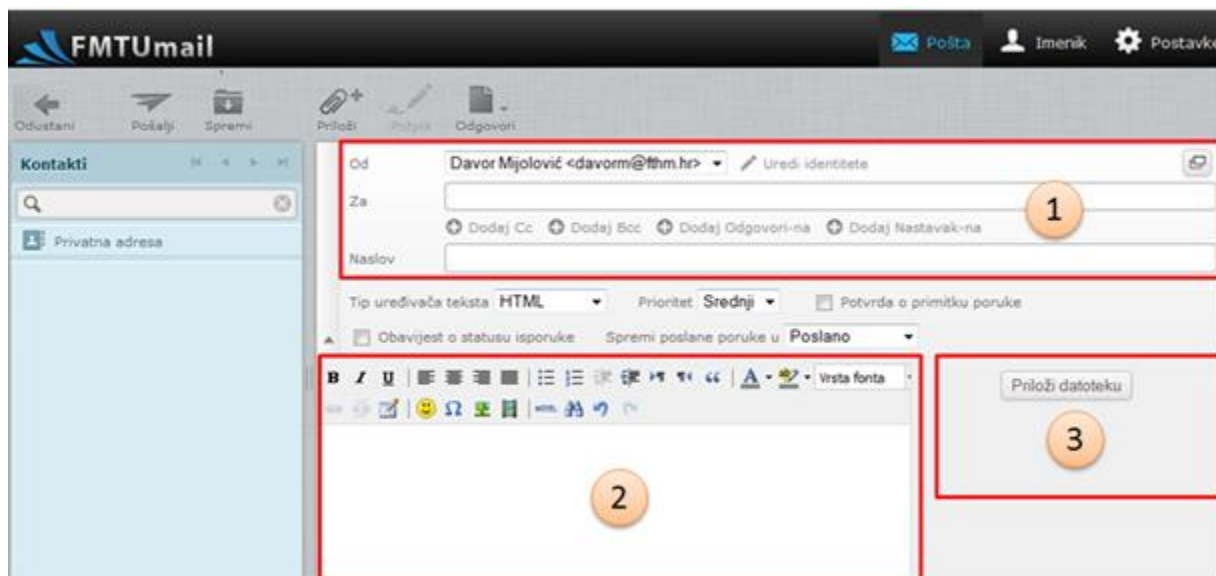 FMTUmail
Pošta Imenik Postavke
Odustani Pošalji Spremi Priloži Potpis Odgovori
Kontakti
Privatna adresa
Od Davor Mijolović <davorm@fthm.hr> Uredi identitete
Za
1
Dodaj Cc Dodaj Bcc Dodaj Odgovori-na Dodaj Nastavak-na
Naslov
Tip uređivača teksta HTML Prioritet Srednji Potvrda o primitku poruke
Obavijest o statusu isporuke Spremi poslane poruke u Poslano
B I U A Vrsta fonta
Ω HTML
Priloži datoteku
3
2